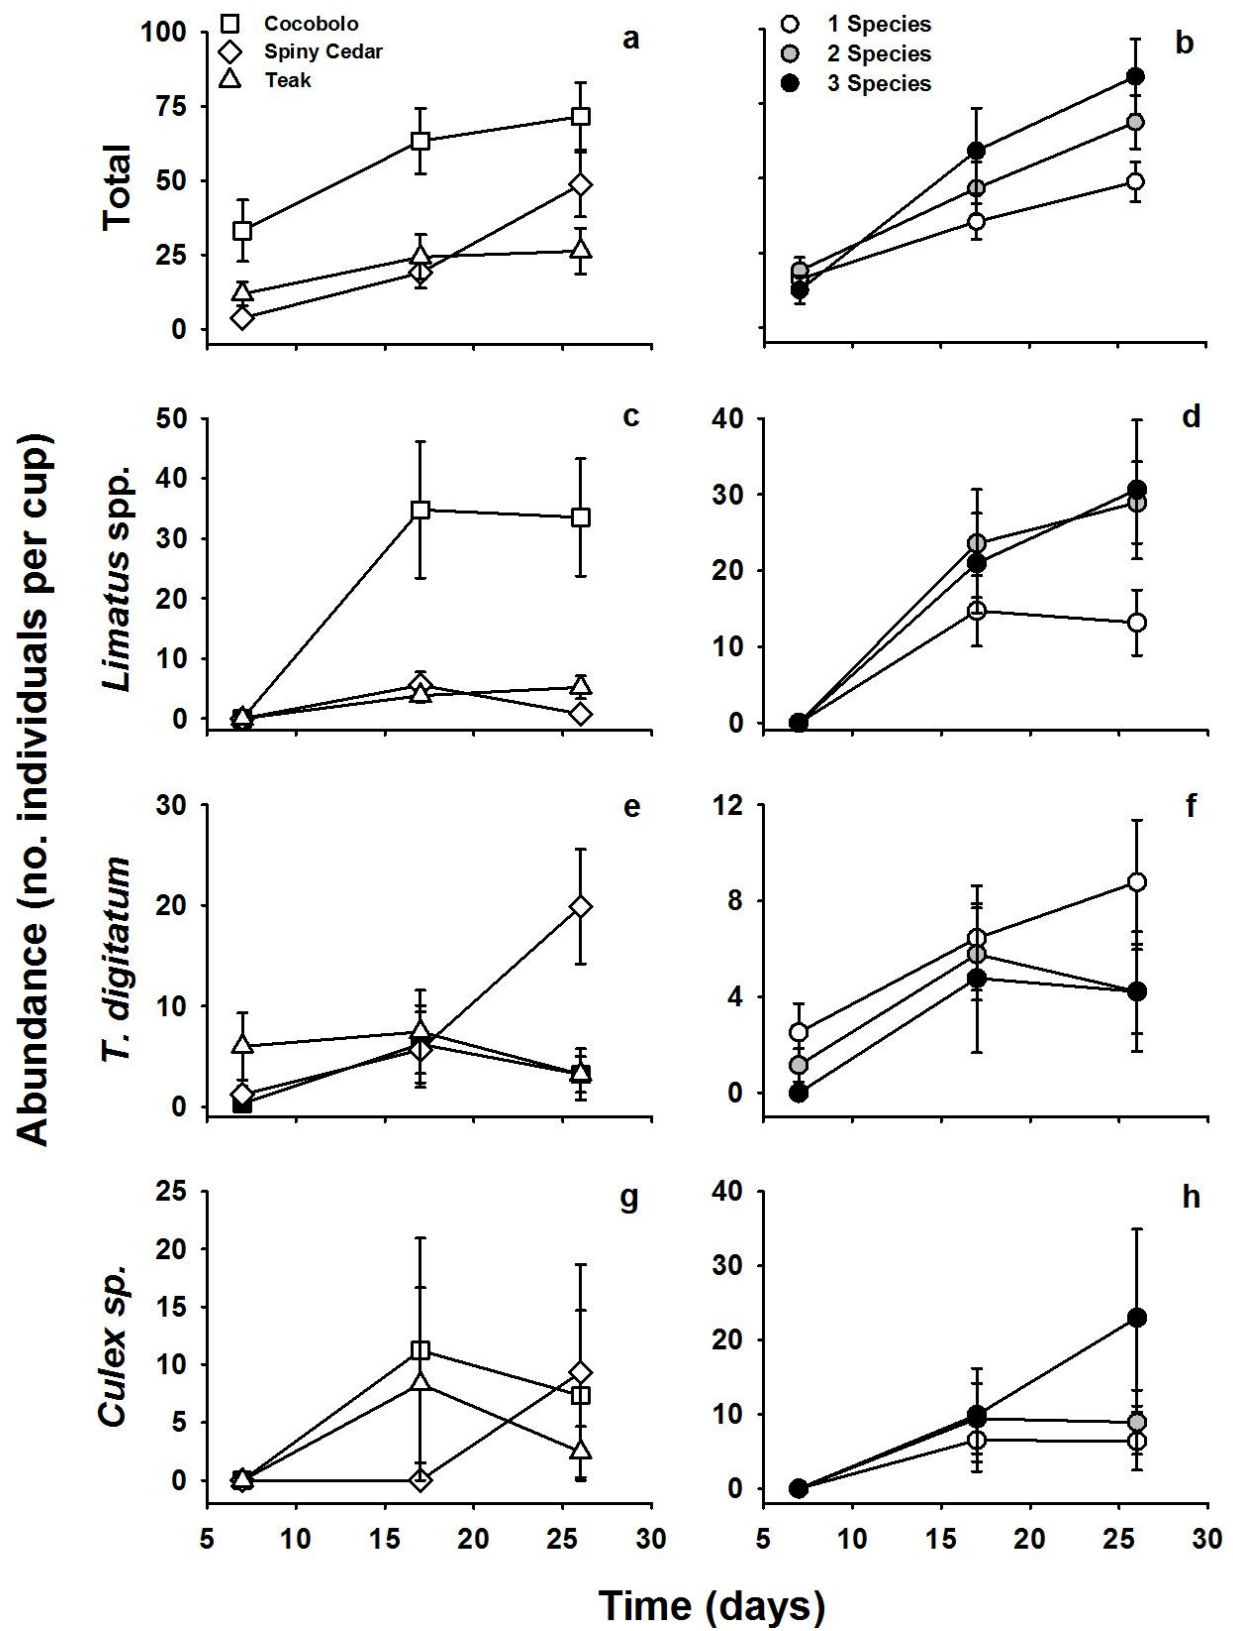 Cocobolo
Spiny Cedar
Teak
a
100
75
50
25
0
Total
1 Species
2 Species
3 Species
b
c
50
40
30
20
10
0
Limatus spp.
d
40
30
20
10
0
e
30
20
10
0
T. digitatum
f
12
8
4
0
g
25
20
15
10
5
0
Culex sp.
5 10 15 20 25 30
h
40
30
20
10
0
5 10 15 20 25 30
Abundance (no. individuals per cup)
Time (days)